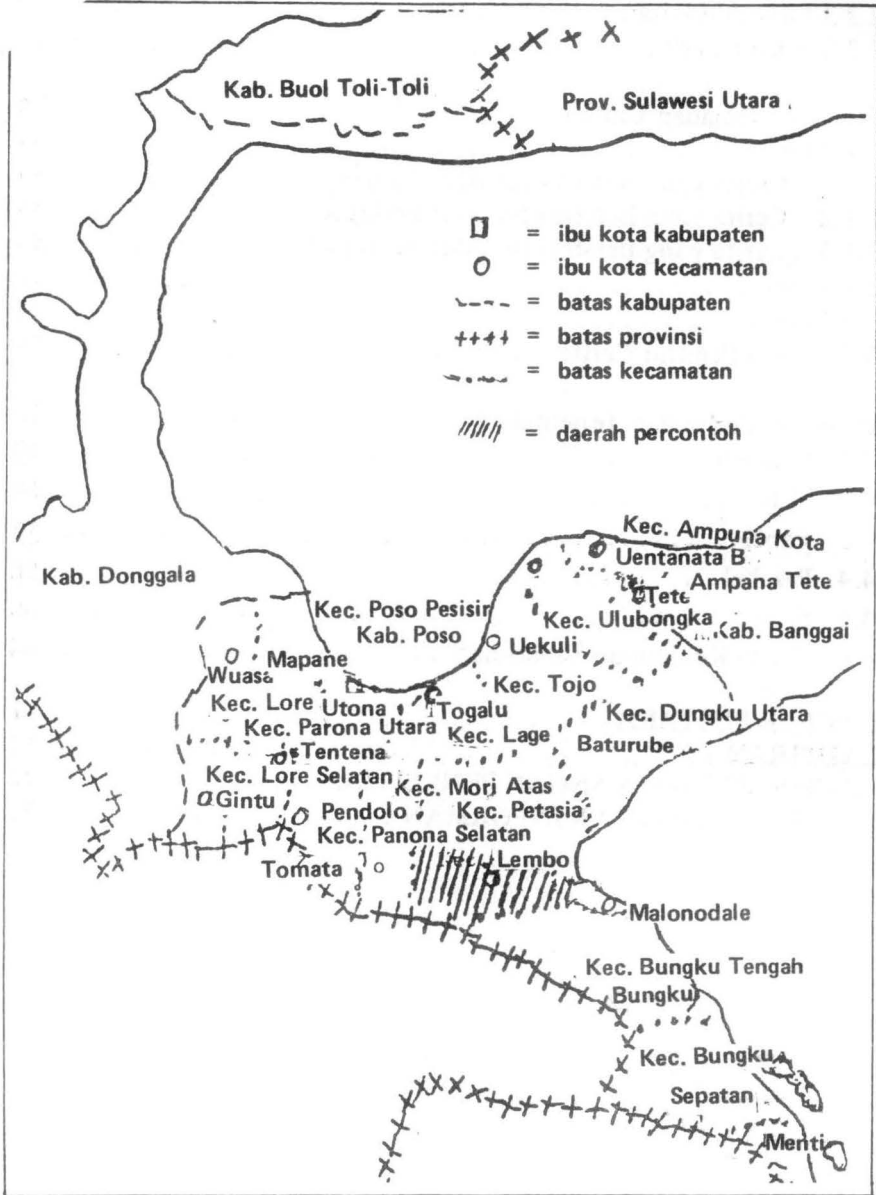 Kab. Buol Toli-Toli
Prov. Sulawesi Utara
= ibu kota kabupaten
= ibu kota kecamatan
= batas kabupaten
= batas provinsi
= batas kecamatan
= daerah percontoh
Kec. Ampuna Kota
Uentanata B
Kab. Donggala
Tete
Ampana Tete
Kec. Poso Pesisir
Kab. Poso
Kec. Ulubongka
Kab. Banggai
Uekuli
Mapane
Wuasa
Kec. Tojo
Kec. Lore Utona
Togalu
Kec. Dungku Utara
Kec. Parona Utara
Kec. Lage
Baturube
Tentena
Kec. Lore Selatan
Kec. Mori Atas
Gintu
Pendolo
Kec. Petasia
Kec. Panona Selatan
Tomata
Kec. Lembo
Malonodale
Kec. Bungku Tengah
Bungku
Kec. Bungku
Sepatan
Menti